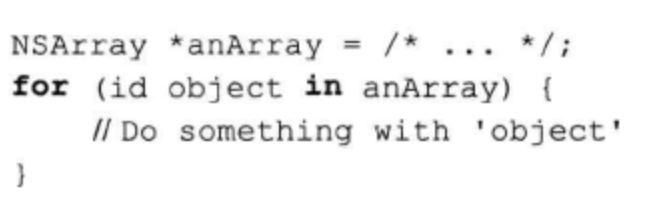 NSArray *anArray = /* ... */;
for (id object in anArray) {
// Do something with 'object'
}